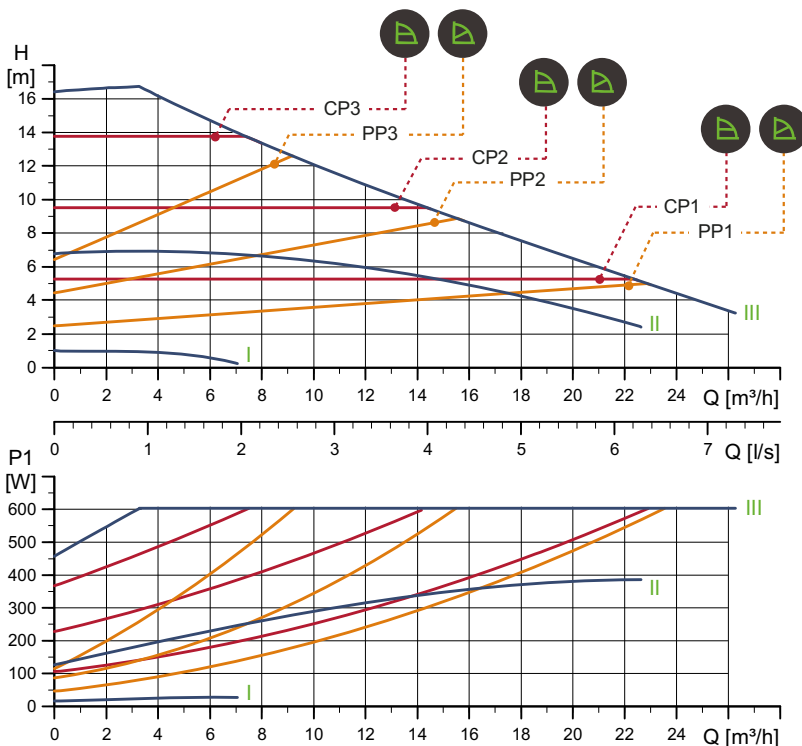 H
[m]
16
14
12
10
8
6
4
2
0
CP3
PP3
CP2
PP2
CP1
PP1
III
II
I
0 2 4 6 8 10 12 14 16 18 20 22 24 Q [m³/h]
0 1 2 3 4 5 6 7 Q [l/s]
P1
[W]
600
500
400
300
200
100
0
III
II
I
0 2 4 6 8 10 12 14 16 18 20 22 24 Q [m³/h]